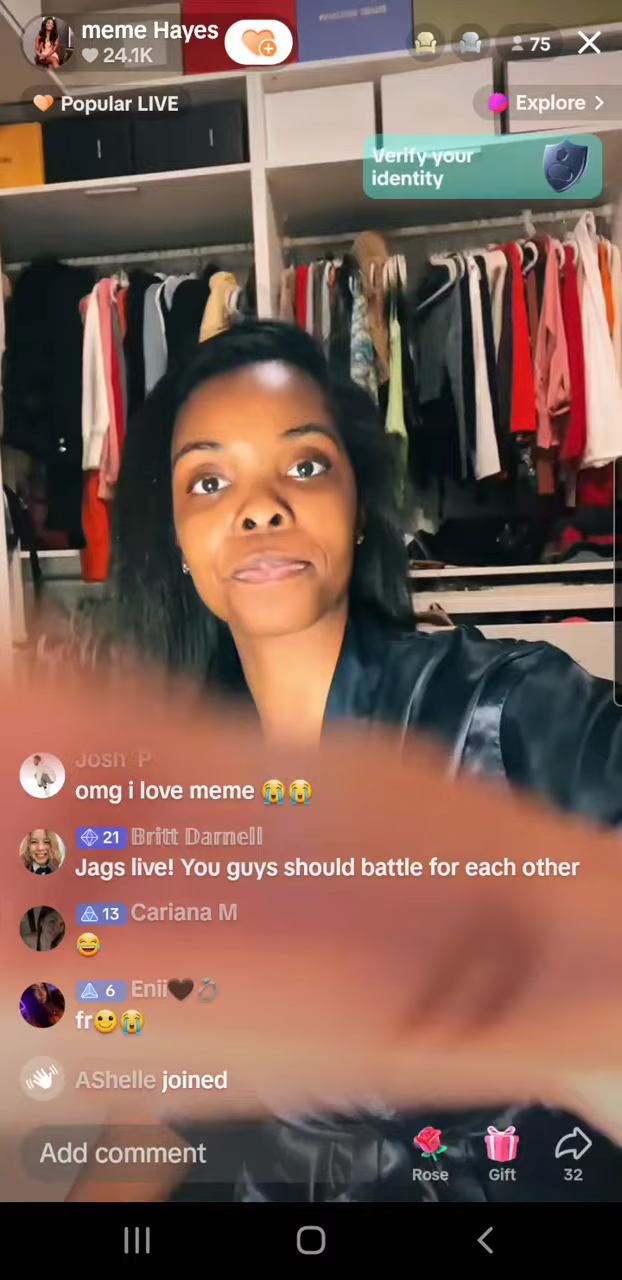 meme Hayes
24.1K
75
Popular LIVE
Explore >
Verify your
identity
Josh P
omg i love meme 😭😭
21 𝔹𝕣𝕚𝕥𝕥 𝔻𝕒𝕣𝕟𝕖𝕝𝕝
Jags live! You guys should battle for each other
13 Cariana M
😂
6 Enii🖤💍
fr🙂😭
AShelle joined
Add comment
Rose
Gift
32